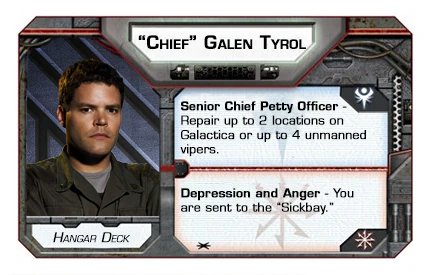 “Chief” Galen Tyrol
Senior Chief Petty Officer -
Repair up to 2 locations on
Galactica or up to 4 unmanned
vipers.
Depression and Anger - You
are sent to the “Sickbay.”
Hangar Deck